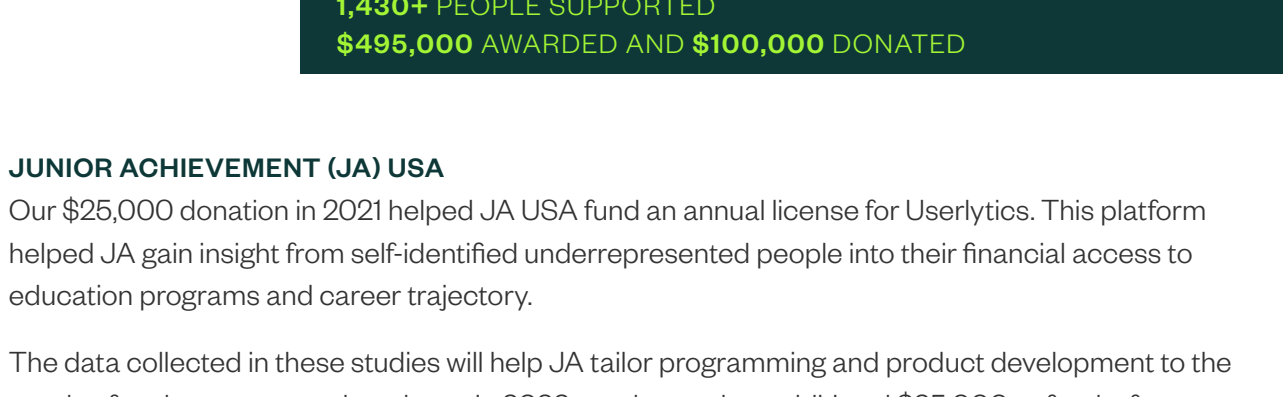 1,430+ PEOPLE SUPPORTED
$495,000 AWARDED AND $100,000 DONATED
JUNIOR ACHIEVEMENT (JA) USA
Our $25,000 donation in 2021 helped JA USA fund an annual license for Userlytics. This platform
helped JA gain insight from self-identified underrepresented people into their financial access to
education programs and career trajectory.
The data collected in these studies will help JA tailor programming and product development to the